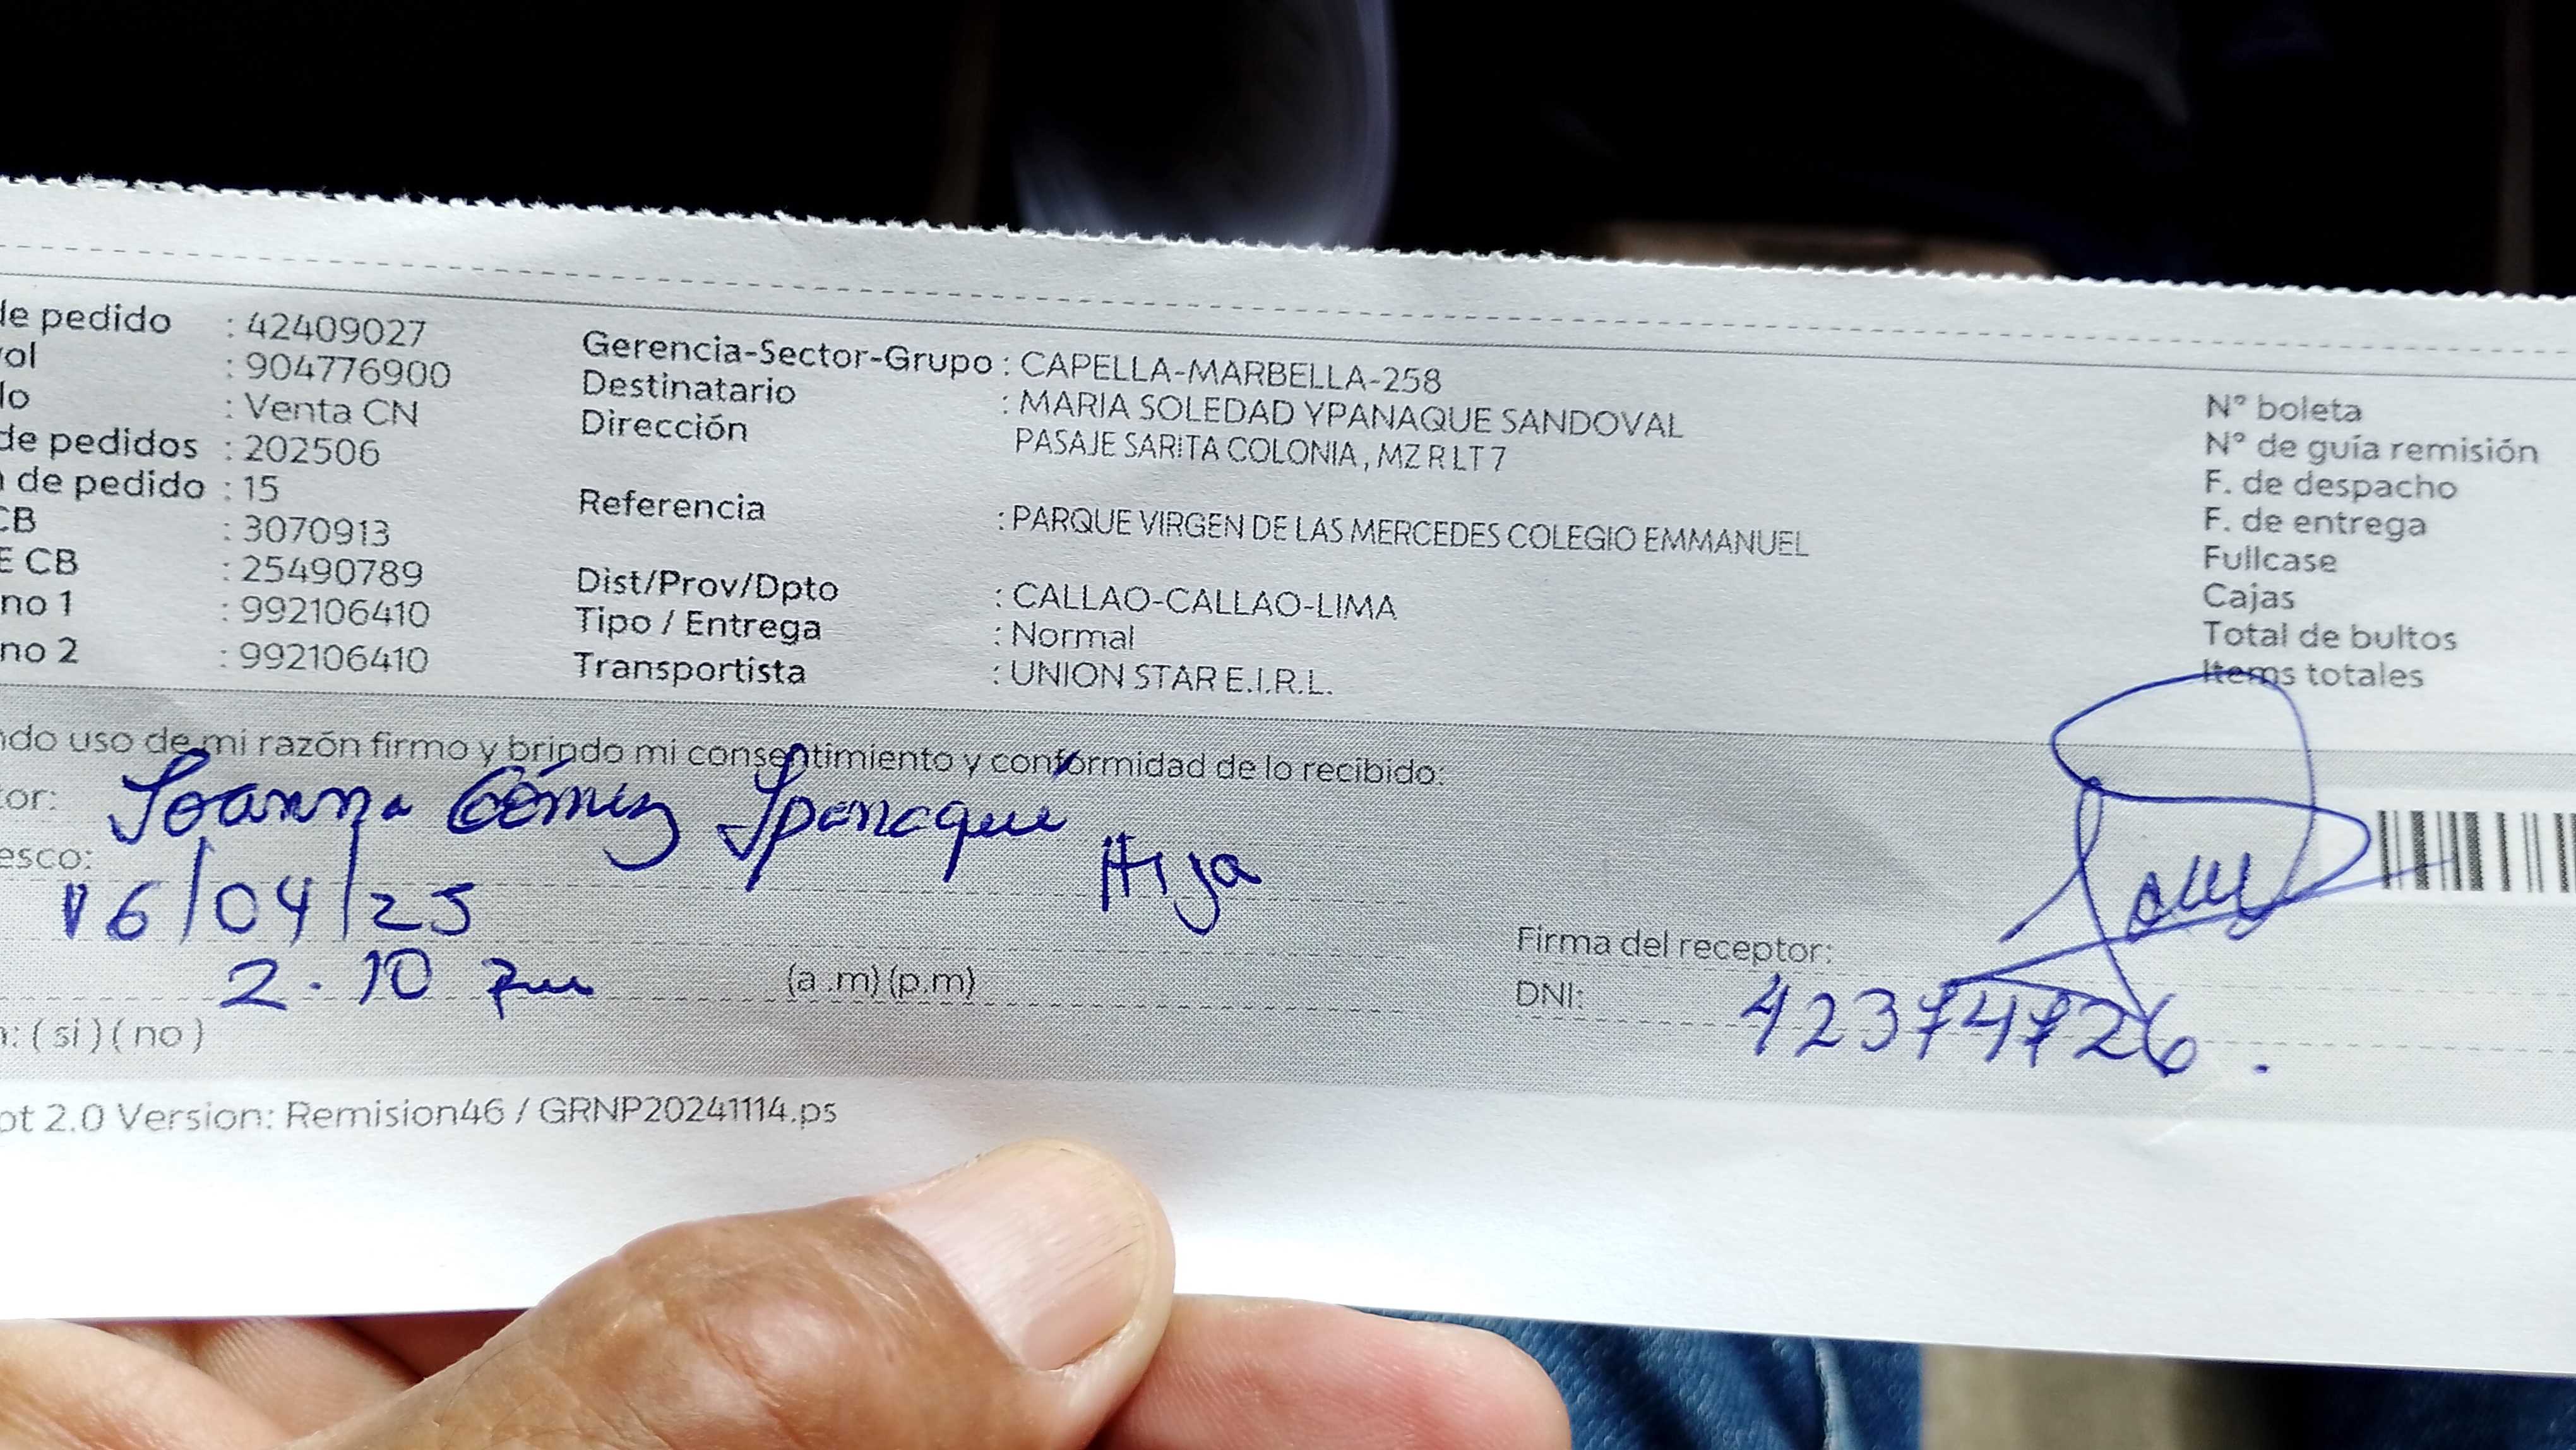 de pedido : 42409027
ol : 904776900
lo : Venta CN
de pedidos : 202506
de pedido : 15
CB : 3070913
E CB : 25490789
no 1 : 992106410
no 2 : 992106410
Gerencia-Sector-Grupo : CAPELLA-MARBELLA-258
Destinatario : MARIA SOLEDAD YPANAQUE SANDOVAL
Dirección PASAJE SARITA COLONIA, MZ R LT 7
Referencia : PARQUE VIRGEN DE LAS MERCEDES COLEGIO EMMANUEL
Dist/Prov/Dpto : CALLAO-CALLAO-LIMA
Tipo / Entrega : Normal
Transportista : UNION STAR E.I.R.L.
N° boleta
N° de guía remisión
F. de despacho
F. de entrega
Fullcase
Cajas
Total de bultos
Items totales
ndo uso de mi razón firmo y brindo mi consentimiento y conformidad de lo recibido:
tor: Joanna Gómez Ipanaque
esco: Hija
16/04/25
2.10 pm (a.m) (p.m)
Firma del receptor:
DNI: 42374726.
: ( si ) ( no )
pt 2.0 Version: Remision46 / GRNP20241114.ps